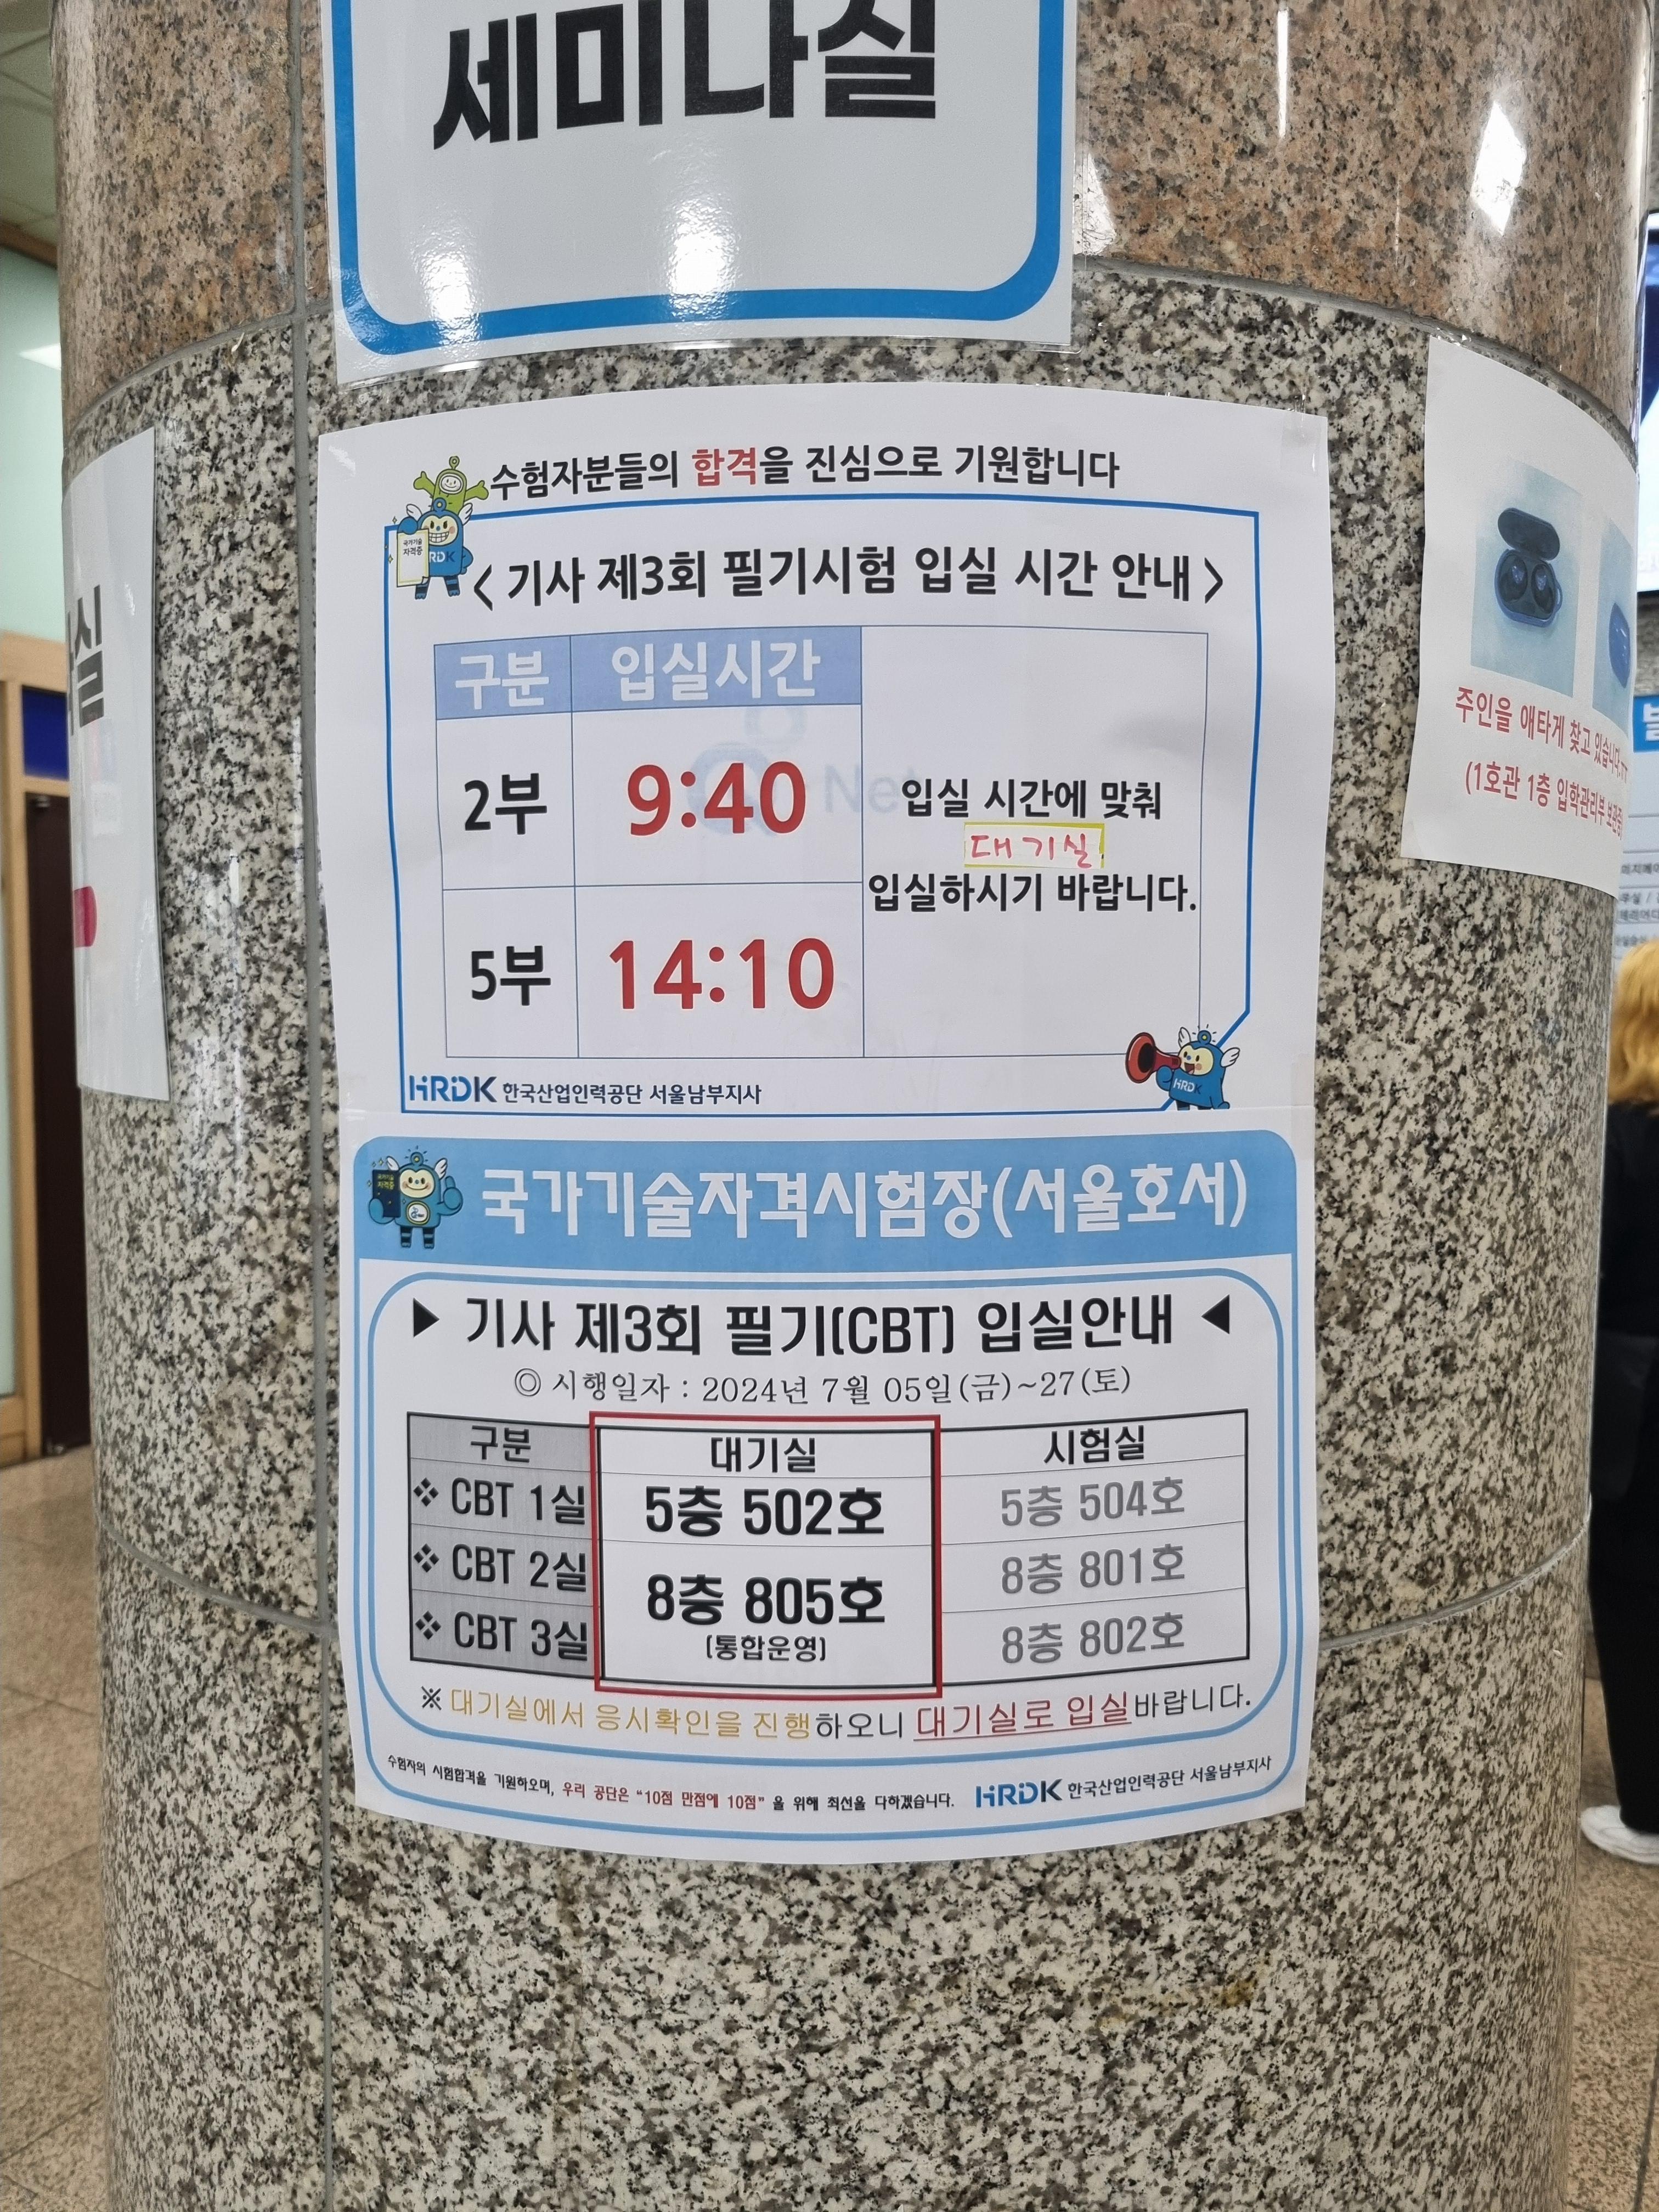 세미나실
수험자분들의 합격을 진심으로 기원합니다
국가기술
자격증
HRDK
< 기사 제3회 필기시험 입실 시간 안내 >
구분 입실시간
2부 9:40
입실 시간에 맞춰
대기실
입실하시기 바랍니다.
5부 14:10
HRDK 한국산업인력공단 서울남부지사
HRDK
국가기술자격시험장(서울호서)
▶ 기사 제3회 필기(CBT) 입실안내 ◀
◎ 시행일자 : 2024년 7월 05일(금)~27(토)
구분 대기실 시험실
❖ CBT 1실 5층 502호 5층 504호
❖ CBT 2실 8층 805호 8층 801호
❖ CBT 3실 (통합운영) 8층 802호
※ 대기실에서 응시확인을 진행하오니 대기실로 입실바랍니다.
수험자의 시험합격을 기원하오며, 우리 공단은 "10점 만점에 10점" 을 위해 최선을 다하겠습니다.
HRDK 한국산업인력공단 서울남부지사
주인을 애타게 찾고 있습니다.
(1호관 1층 입학관리부 보관중)
실